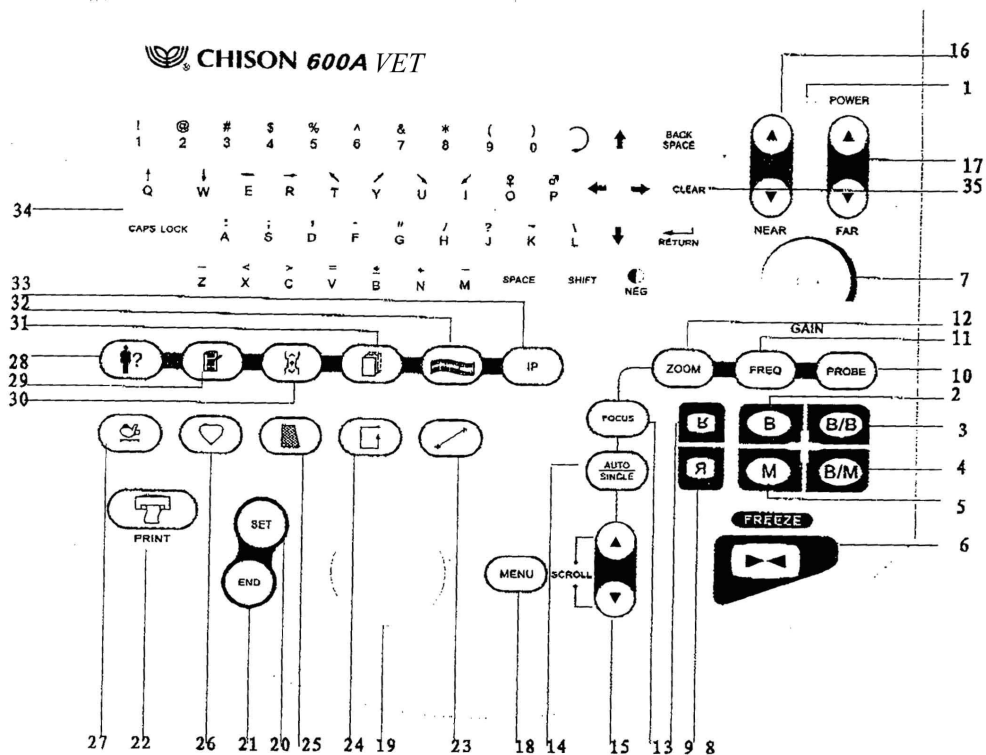 CHISON 600A VET
16
1
POWER
! @ # $ % ^ & * ( )
1 2 3 4 5 6 7 8 9 0
BACK SPACE
17
♀ ♂
Q W E R T Y U I O P
CLEAR
35
34
CAPS LOCK
: ; , - " / ? ~ \
A S D F G H J K L
RETURN
NEAR FAR
— < > = ± + –
Z X C V B N M
SPACE SHIFT NEG
33
32
31
7
12
GAIN
11
28
?
IP
ZOOM FREQ PROBE
29
30
10
2
FOCUS
R B B/B
3
AUTO
SINGLE
R M B/M
4
5
PRINT
SET
FREEZE
6
END
MENU
SCROLL
27 22 26 21 20 25 24 19 23 18 14 15 13 9 8